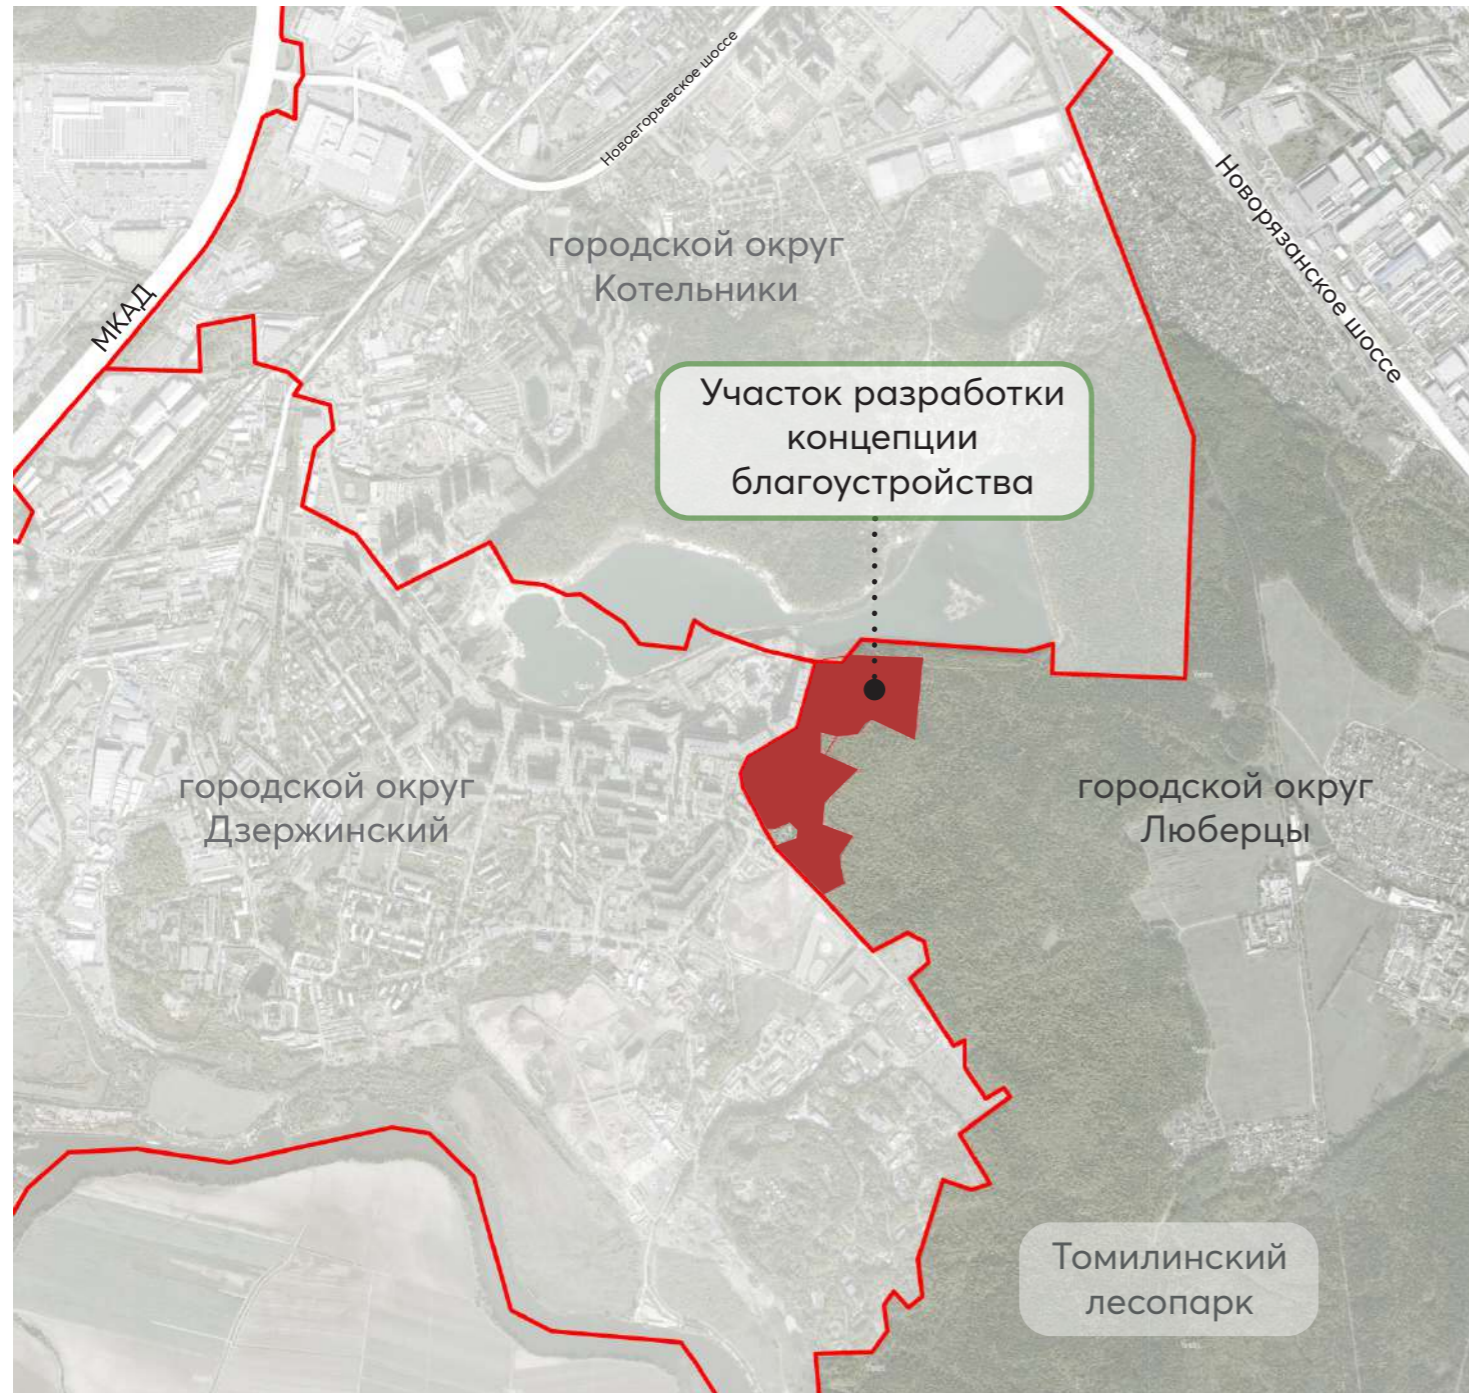 Новоегорьевское шоссе
Новорязанское шоссе
городской округ
Котельники
МКАД
Участок разработки
концепции
благоустройства
городской округ
Дзержинский
городской округ
Люберцы
Томилинский
лесопарк